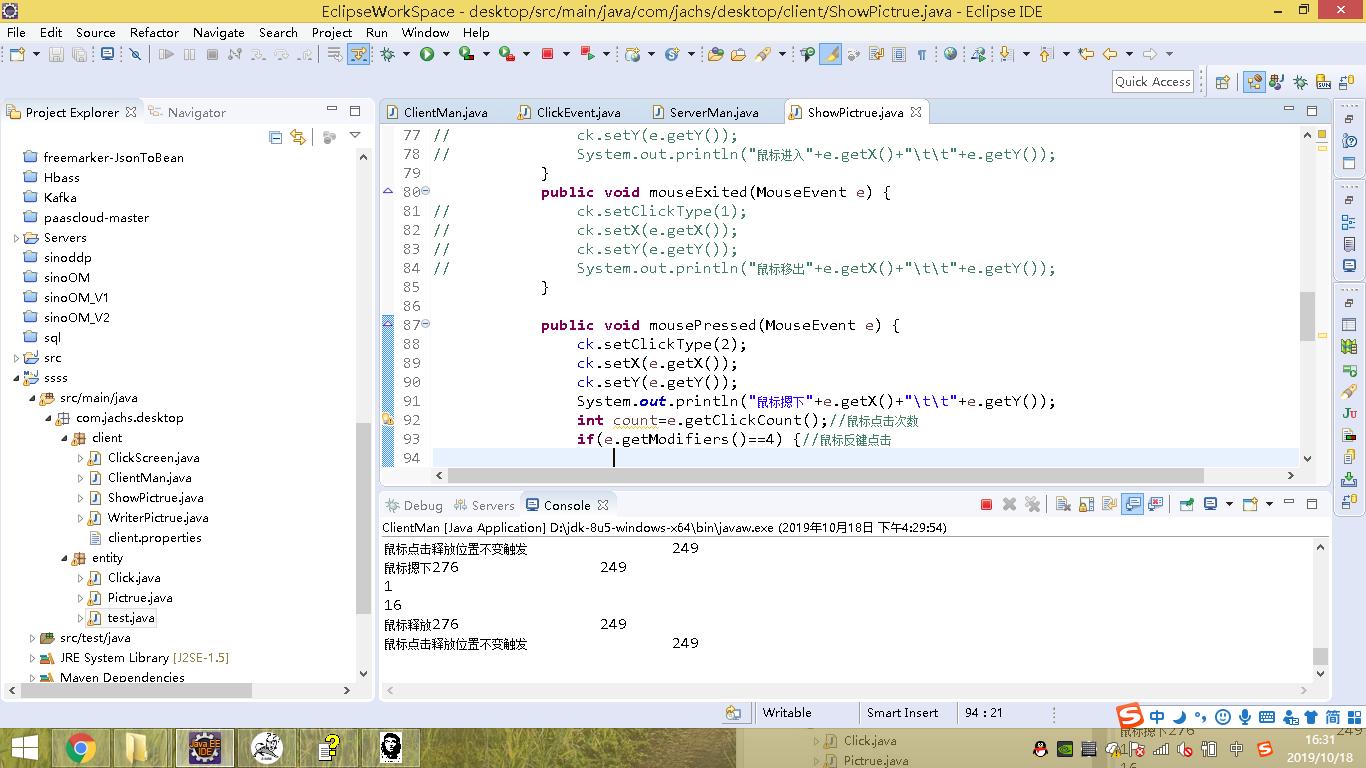 EclipseWorkSpace - desktop/src/main/java/com/jachs/desktop/client/ShowPictrue.java - Eclipse IDE
File Edit Source Refactor Navigate Search Project Run Window Help
Quick Access
Project Explorer Navigator
freemarker-JsonToBean
Hbass
Kafka
paascloud-master
Servers
sinoddp
sinoOM
sinoOM_V1
sinoOM_V2
sql
src
ssss
src/main/java
com.jachs.desktop
client
ClickScreen.java
ClientMan.java
ShowPictrue.java
WriterPictrue.java
client.properties
entity
Click.java
Pictrue.java
test.java
src/test/java
JRE System Library [J2SE-1.5]
Maven Dependencies
ClientMan.java ClickEvent.java ServerMan.java ShowPictrue.java
77 // ck.setY(e.getY());
78 // System.out.println("鼠标进入"+e.getX()+"\t\t"+e.getY());
79 }
80 public void mouseExited(MouseEvent e) {
81 // ck.setClickType(1);
82 // ck.setX(e.getX());
83 // ck.setY(e.getY());
84 // System.out.println("鼠标移出"+e.getX()+"\t\t"+e.getY());
85 }
86
87 public void mousePressed(MouseEvent e) {
88 ck.setClickType(2);
89 ck.setX(e.getX());
90 ck.setY(e.getY());
91 System.out.println("鼠标摁下"+e.getX()+"\t\t"+e.getY());
92 int count=e.getClickCount();//鼠标点击次数
93 if(e.getModifiers()==4) {//鼠标反键点击
94
Debug Servers Console
ClientMan [Java Application] D:\jdk-8u5-windows-x64\bin\javaw.exe (2019年10月18日 下午4:29:54)
鼠标点击释放位置不变触发 249
鼠标摁下276 249
1
16
鼠标释放276 249
鼠标点击释放位置不变触发 249
Writable Smart Insert 94 : 21
中 简
Java EE IDE
Click.java
Pictrue.java
鼠标摁下276 249
16
中
16:31
2019/10/18